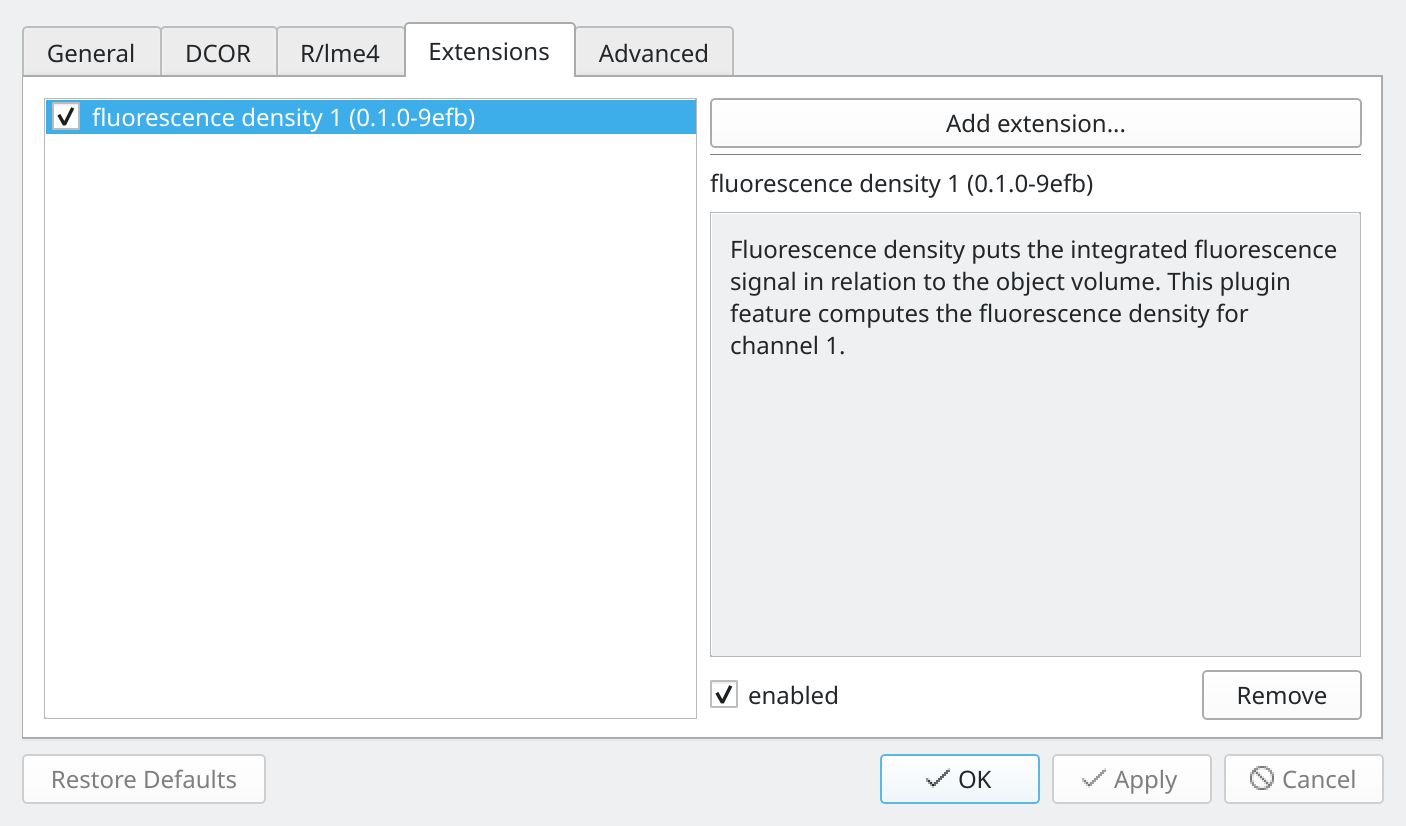 General DCOR R/lme4 Extensions Advanced
fluorescence density 1 (0.1.0-9efb)
Add extension...
fluorescence density 1 (0.1.0-9efb)
Fluorescence density puts the integrated fluorescence
signal in relation to the object volume. This plugin
feature computes the fluorescence density for
channel 1.
enabled
Remove
Restore Defaults
OK
Apply
Cancel